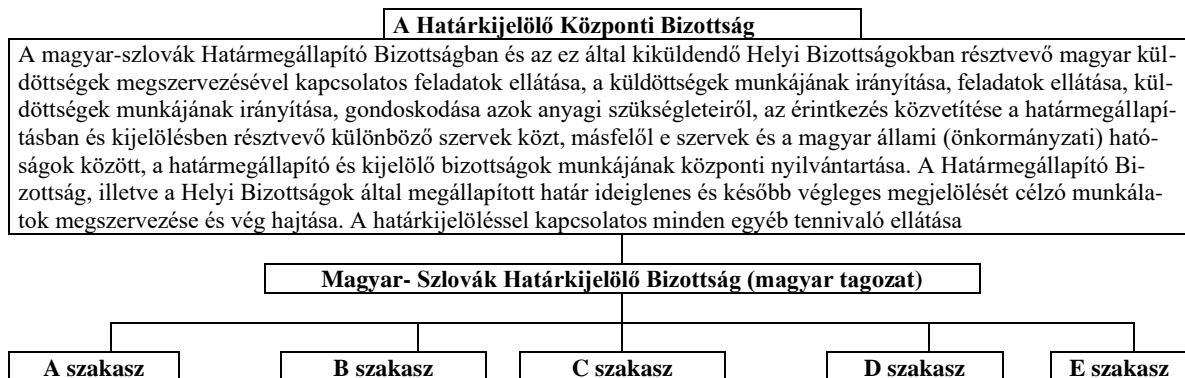 A Határkijelölő Központi Bizottság
A magyar-szlovák Határmegállapító Bizottságban és az ez által kiküldendő Helyi Bizottságokban résztvevő magyar kül-
döttségek megszervezésével kapcsolatos feladatok ellátása, a küldöttségek munkájának irányítása, feladatok ellátása, kül-
döttségek munkájának irányítása, gondoskodása azok anyagi szükségleteiről, az érintkezés közvetítése a határmegállapí-
tásban és kijelölésben résztvevő különböző szervek közt, másfelől e szervek és a magyar állami (önkormányzati) ható-
ságok között, a határmegállapító és kijelölő bizottságok munkájának központi nyilvántartása. A Határmegállapító Bi-
zottság, illetve a Helyi Bizottságok által megállapított határ ideiglenes és később végleges megjelölését célzó munkála-
tok megszervezése és vég hajtása. A határkijelöléssel kapcsolatos minden egyéb tennivaló ellátása
Magyar- Szlovák Határkijelölő Bizottság (magyar tagozat)
A szakasz B szakasz C szakasz D szakasz E szakasz